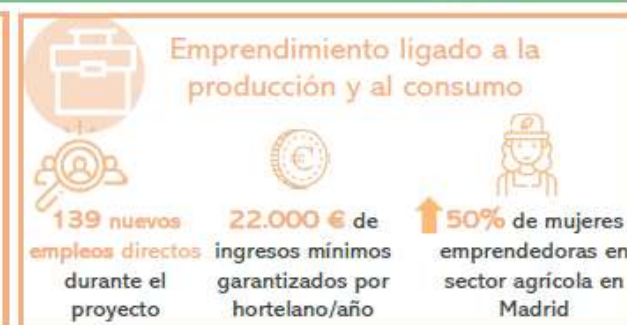 Emprendimiento ligado a la
producción y al consumo
139 nuevos
empleos directos
durante el
proyecto
22.000 € de
ingresos mínimos
garantizados por
hortelano/año
50% de mujeres
emprendedoras en
sector agrícola en
Madrid